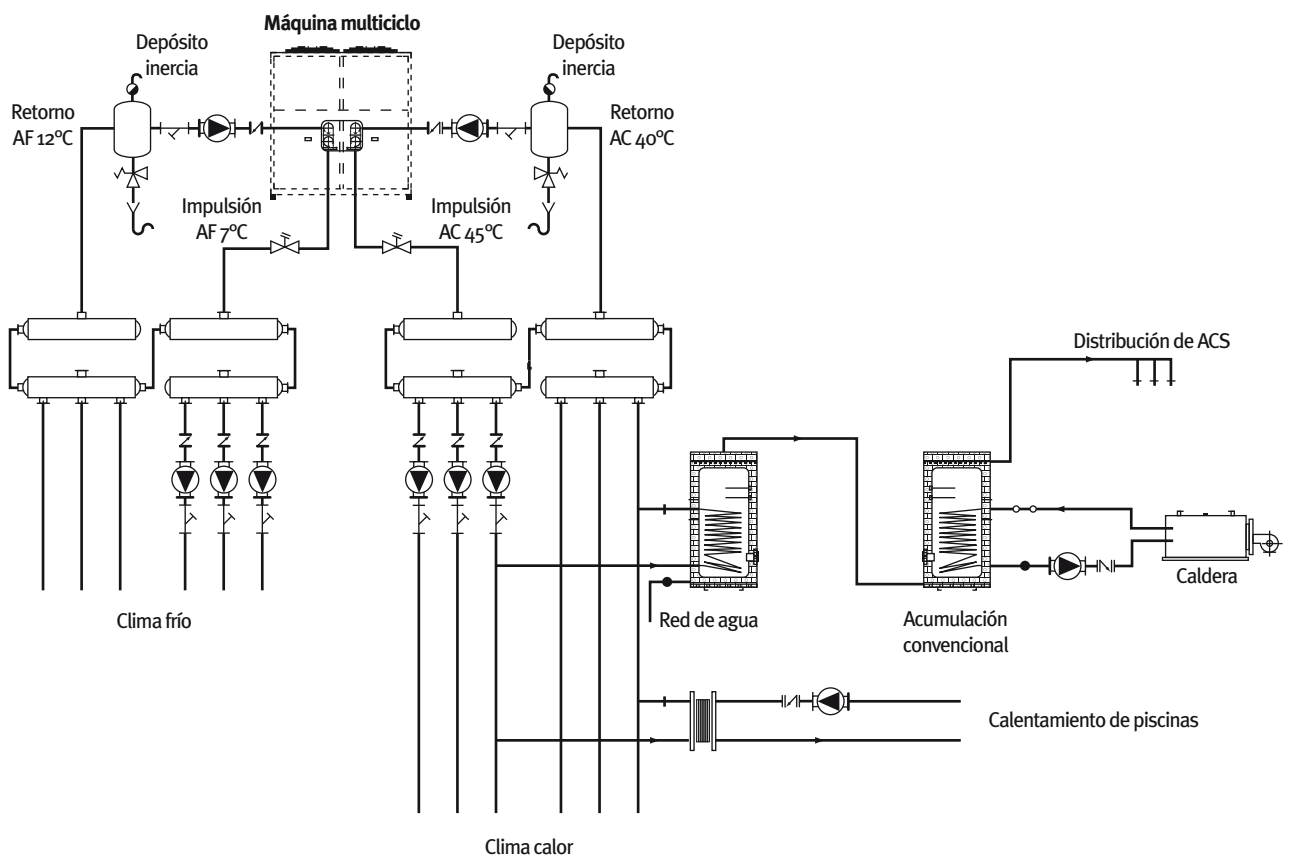 Máquina multiciclo
Depósito
inercia
Depósito
inercia
Retorno
AF 12ºC
Retorno
AC 40ºC
Impulsión
AF 7ºC
Impulsión
AC 45ºC
Distribución de ACS
Clima frío
Red de agua
Acumulación
convencional
Caldera
Calentamiento de piscinas
Clima calor